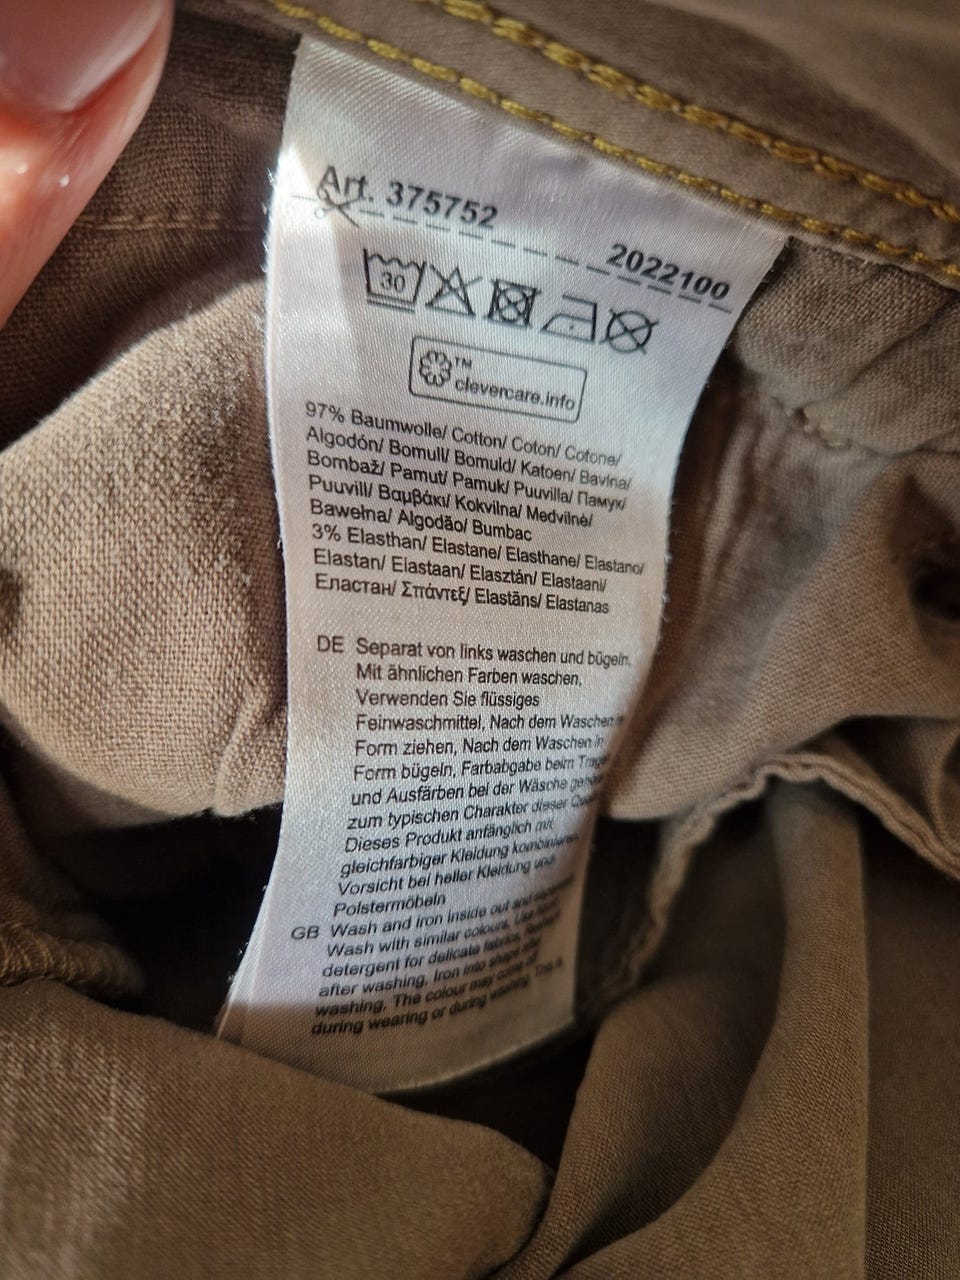 Art. 375752
2022100
30
TM
clevercare.info
97% Baumwolle/ Cotton/ Coton/ Cotone/
Algodón/ Bomull/ Bomuld/ Katoen/ Bavlna/
Bombaž/ Pamut/ Pamuk/ Puuvilla/ Памук/
Puuvill/ Βαμβάκι/ Kokvilna/ Medvilnė/
Bawełna/ Algodão/ Bumbac
3% Elasthan/ Elastane/ Elasthane/ Elastano/
Elastan/ Elastaan/ Elasztán/ Elastaani/
Еластан/ Σπάντεξ/ Elastāns/ Elastanas
DE Separat von links waschen und bügeln.
Mit ähnlichen Farben waschen,
Verwenden Sie flüssiges
Feinwaschmittel, Nach dem Waschen in
Form ziehen, Nach dem Waschen in
Form bügeln, Farbabgabe beim
und Ausfärben bei der Wäsche
zum typischen Charakter dieser
Dieses Produkt anfänglich mit
gleichfarbiger Kleidung
Vorsicht bei heller Kleidung und
Polstermöbeln
GB Wash and iron inside out and
Wash with similar colours,
detergent for delicate fabrics,
after washing, Iron into shape after
washing, The colour may come off
during wearing or during washing